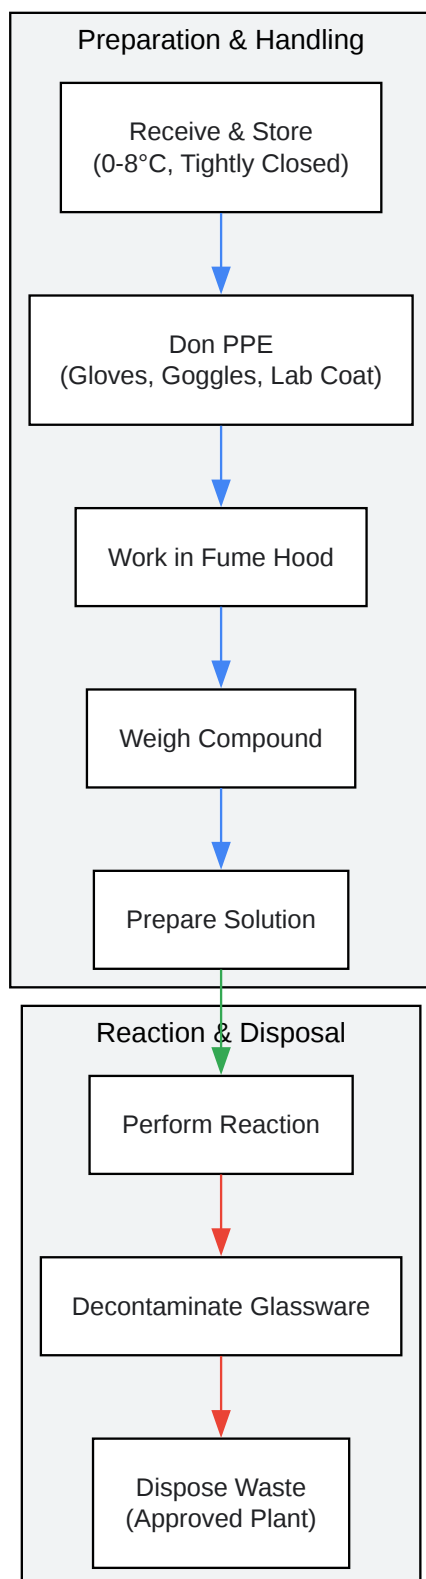 Preparation & Handling
Receive & Store
(0-8°C, Tightly Closed)
Don PPE
(Gloves, Goggles, Lab Coat)
Work in Fume Hood
Weigh Compound
Prepare Solution
Reaction & Disposal
Perform Reaction
Decontaminate Glassware
Dispose Waste
(Approved Plant)